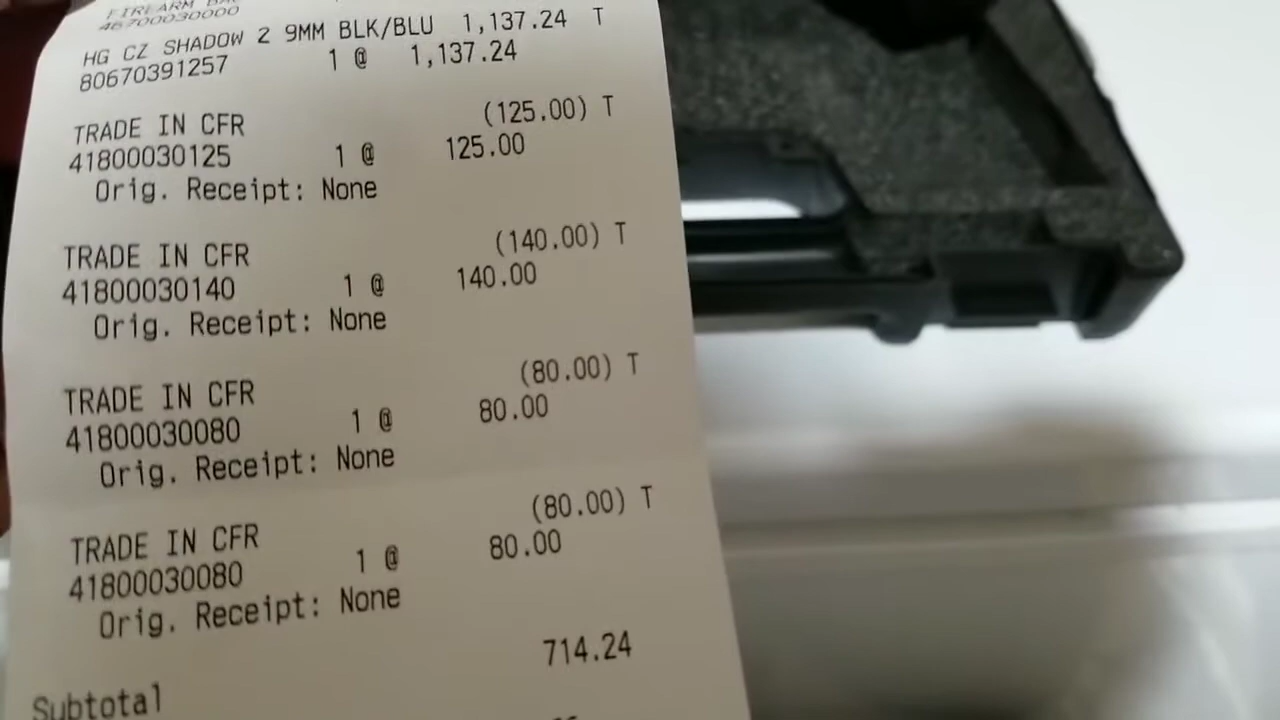 FIREARM
46700030000
HG CZ SHADOW 2 9MM BLK/BLU 1,137.24 T
80670391257 1 @ 1,137.24
TRADE IN CFR (125.00) T
41800030125 1 @ 125.00
Orig. Receipt: None
TRADE IN CFR (140.00) T
41800030140 1 @ 140.00
Orig. Receipt: None
TRADE IN CFR (80.00) T
41800030080 1 @ 80.00
Orig. Receipt: None
TRADE IN CFR (80.00) T
41800030080 1 @ 80.00
Orig. Receipt: None
Subtotal 714.24